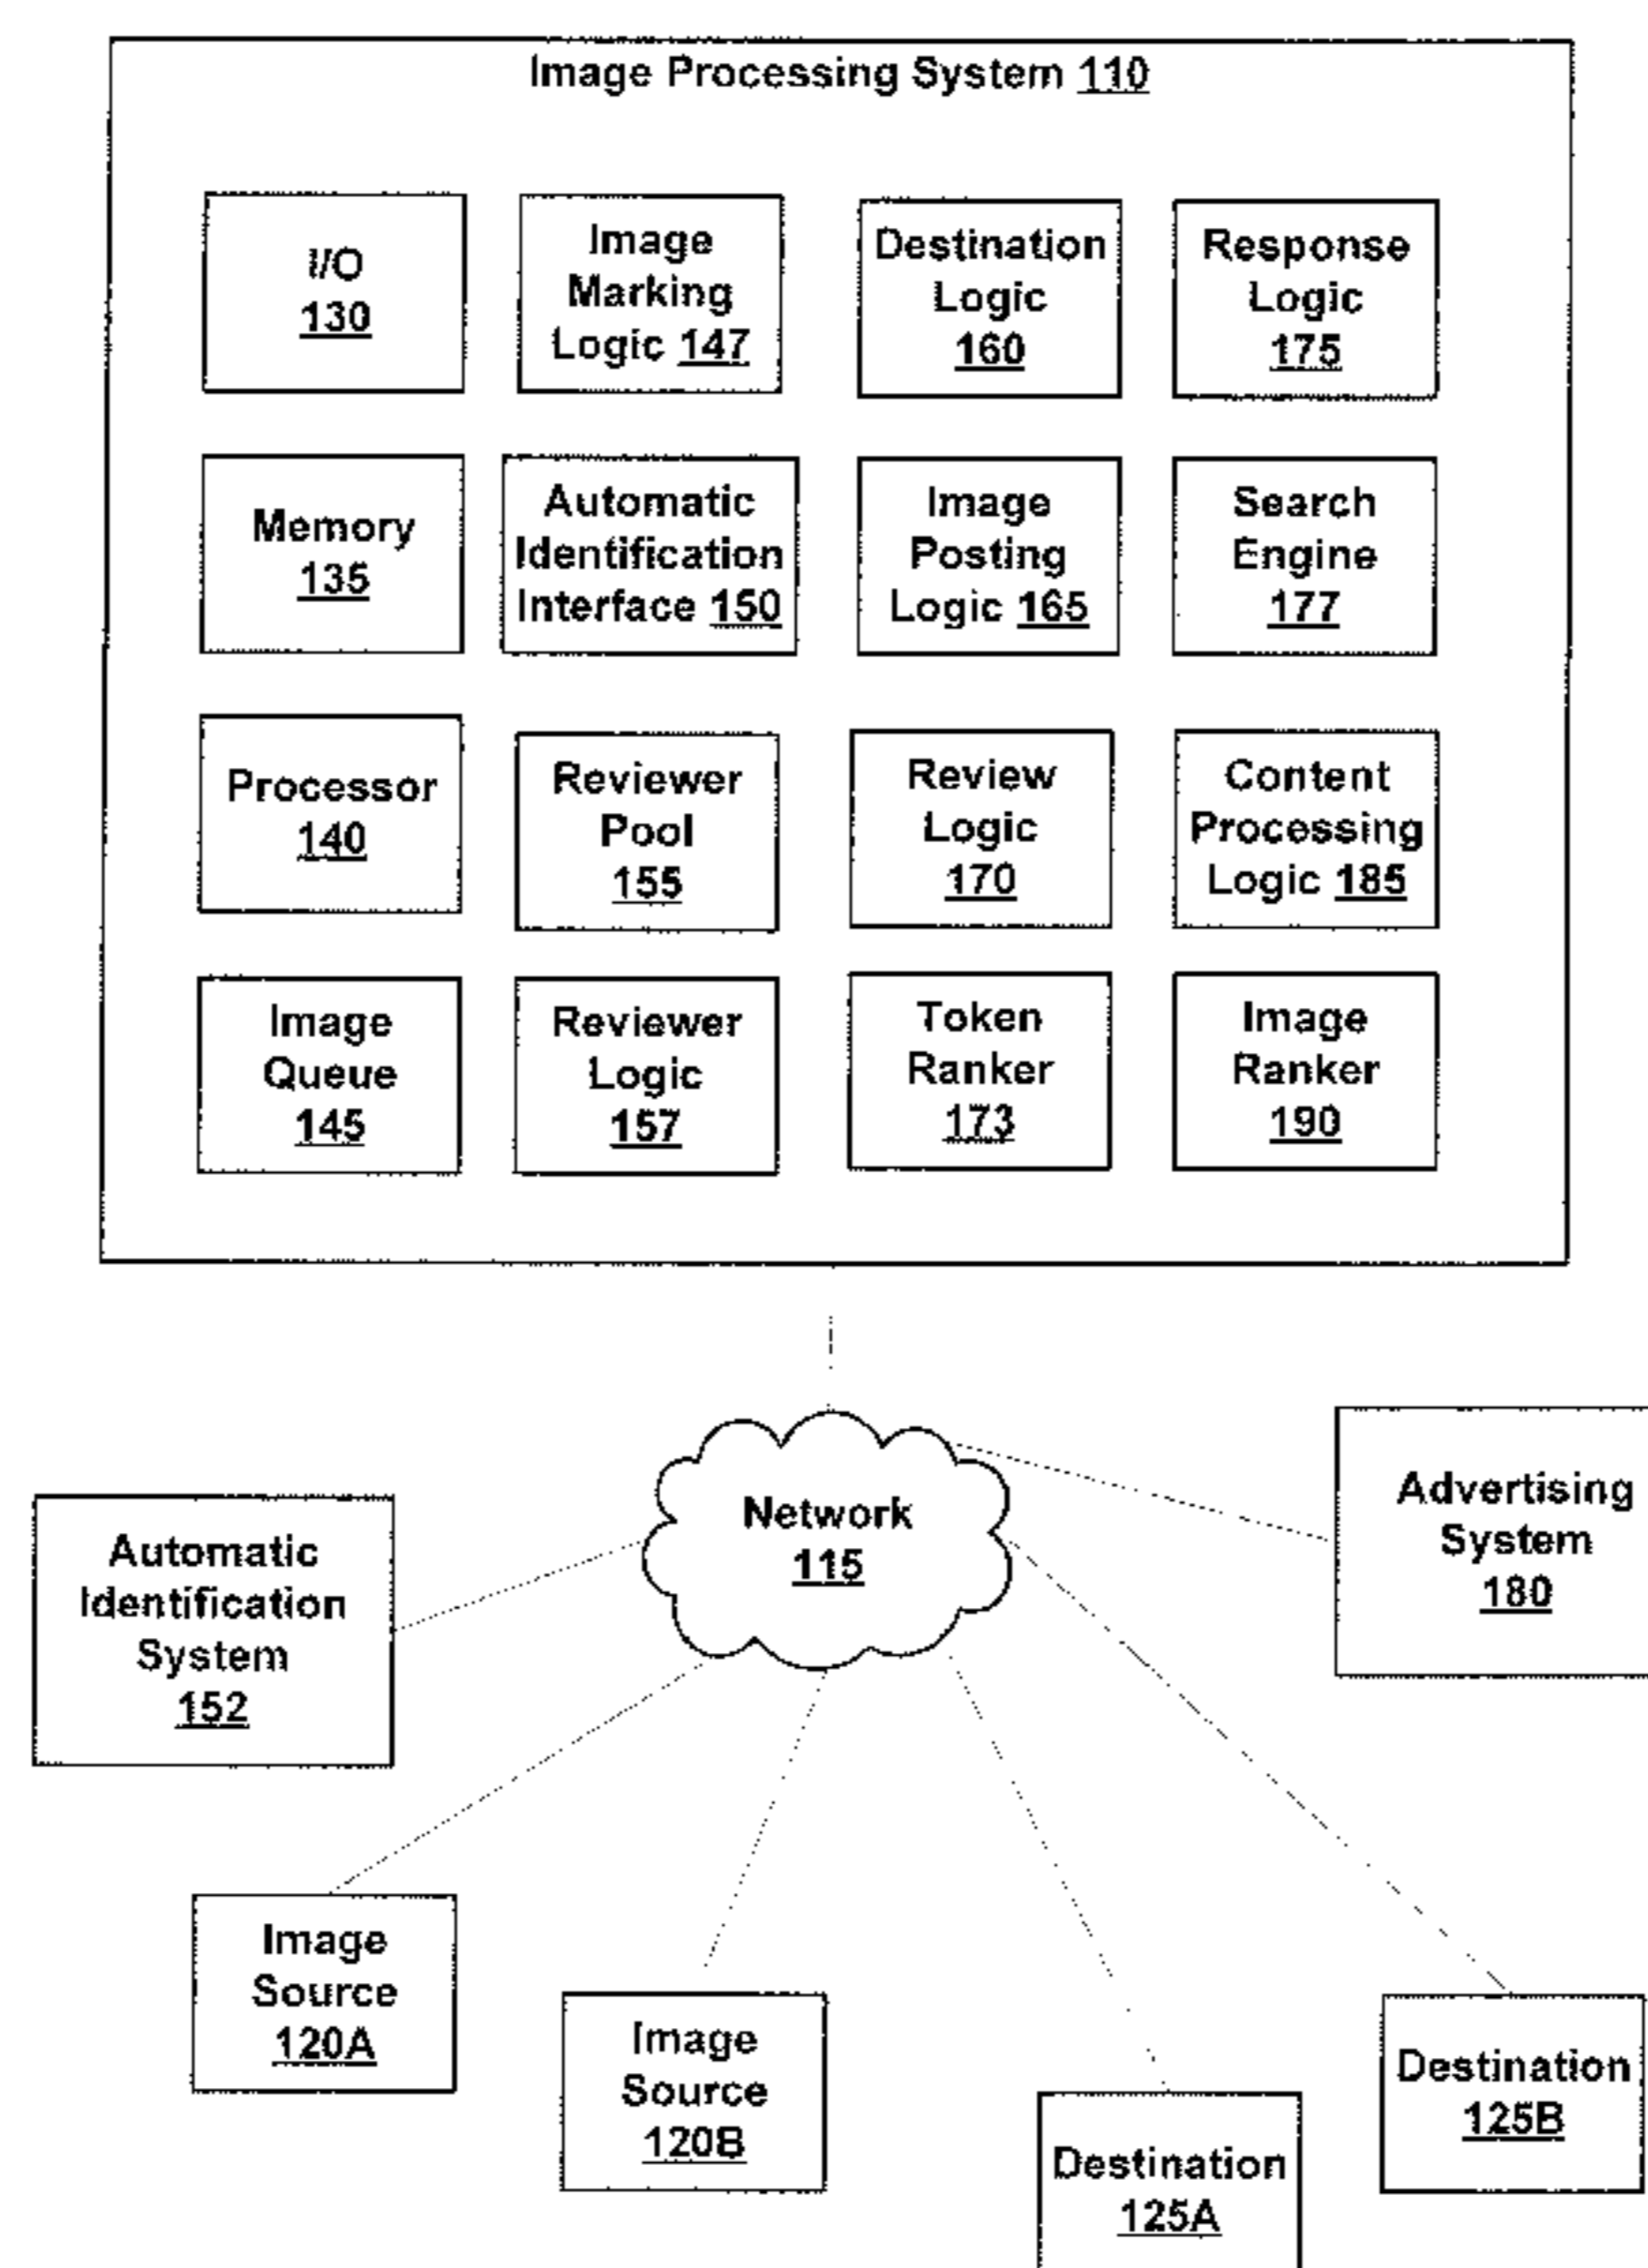 Image Processing System 110
I/O
130
Image
Marking
Logic 147
Destination
Logic
160
Response
Logic
175
Memory
135
Automatic
Identification
Interface 150
Image
Posting
Logic 165
Search
Engine
177
Processor
140
Reviewer
Pool
155
Review
Logic
170
Content
Processing
Logic 185
Image
Queue
145
Reviewer
Logic
157
Token
Ranker
173
Image
Ranker
190
Network
115
Advertising
System
180
Automatic
Identification
System
152
Image
Source
120A
Image
Source
120B
Destination
125A
Destination
125B